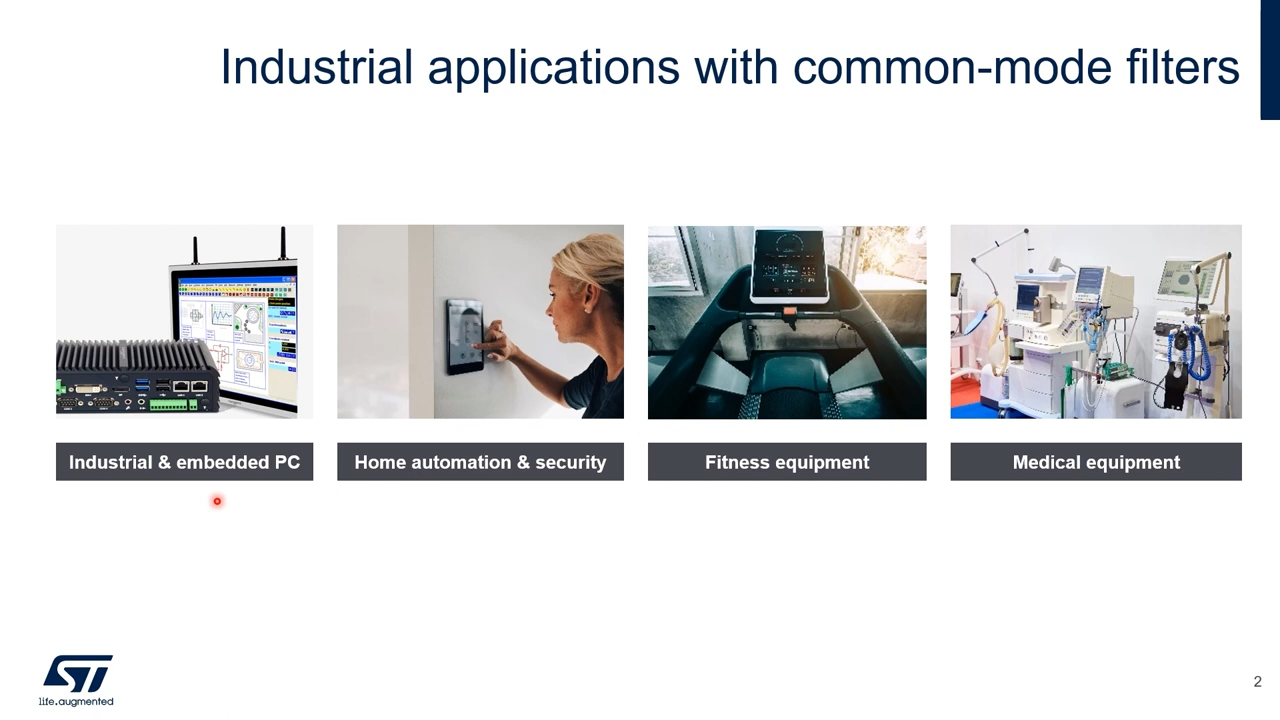 Industrial applications with common-mode filters
Industrial & embedded PC
Home automation & security
Fitness equipment
Medical equipment
ST
life.augmented
2